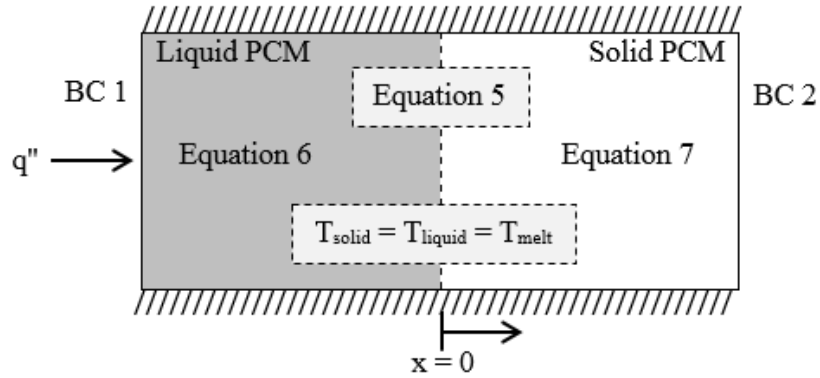 Liquid PCM
Solid PCM
BC 1
Equation 5
BC 2
q"
Equation 6
Equation 7
T_solid = T_liquid = T_melt
x = 0